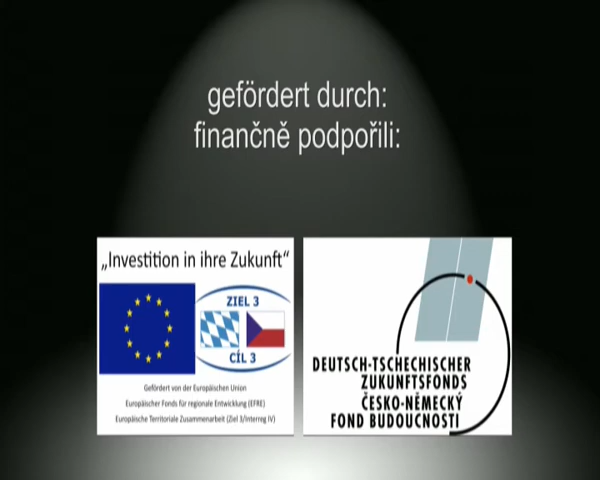 gefördert durch:
finančně podpořili:
„Investition in ihre Zukunft“
ZIEL 3
CÍL 3
Gefördert von der Europäischen Union
Europäischer Fonds für regionale Entwicklung (EFRE)
Europäische Territoriale Zusammenarbeit (Ziel 3/Interreg IV)
DEUTSCH-TSCHECHISCHER
ZUKUNFTSFONDS
ČESKO-NĚMECKÝ
FOND BUDOUCNOSTI